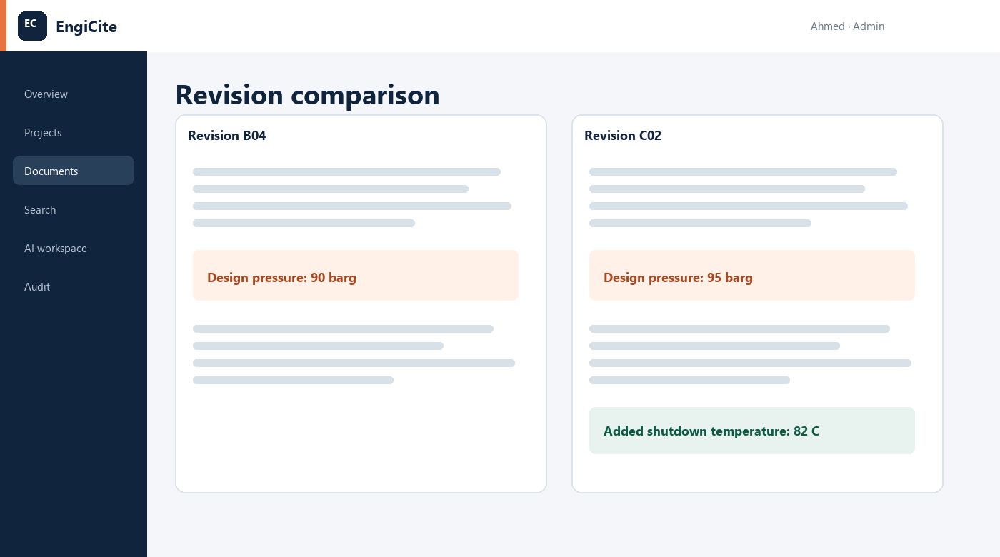 EC
EngiCite
Ahmed · Admin
Overview
Projects
Documents
Search
AI workspace
Audit
Revision comparison
Revision B04
Design pressure: 90 barg
Revision C02
Design pressure: 95 barg
Added shutdown temperature: 82 C